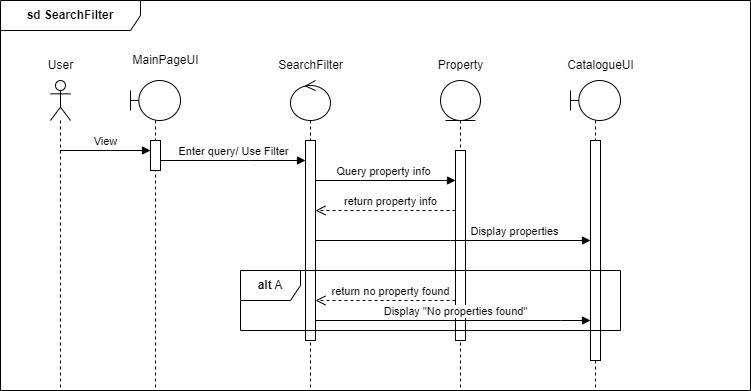 sd SearchFilter
User
MainPageUI
SearchFilter
Property
CatalogueUI
View
Enter query/ Use Filter
Query property info
return property info
Display properties
alt A
return no property found
Display "No properties found"